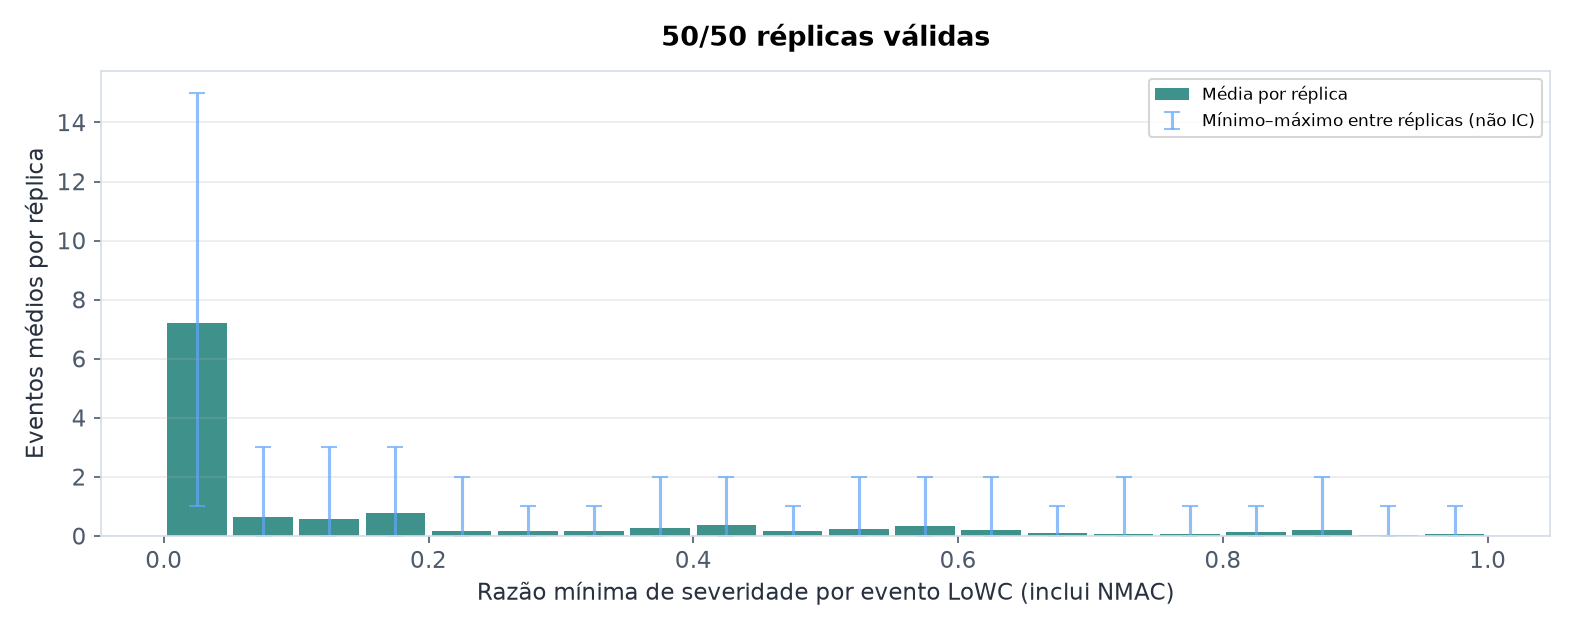 50/50 réplicas válidas
Média por réplica
Mínimo–máximo entre réplicas (não IC)
Eventos médios por réplica
14
12
10
8
6
4
2
0
0.0 0.2 0.4 0.6 0.8 1.0
Razão mínima de severidade por evento LoWC (inclui NMAC)